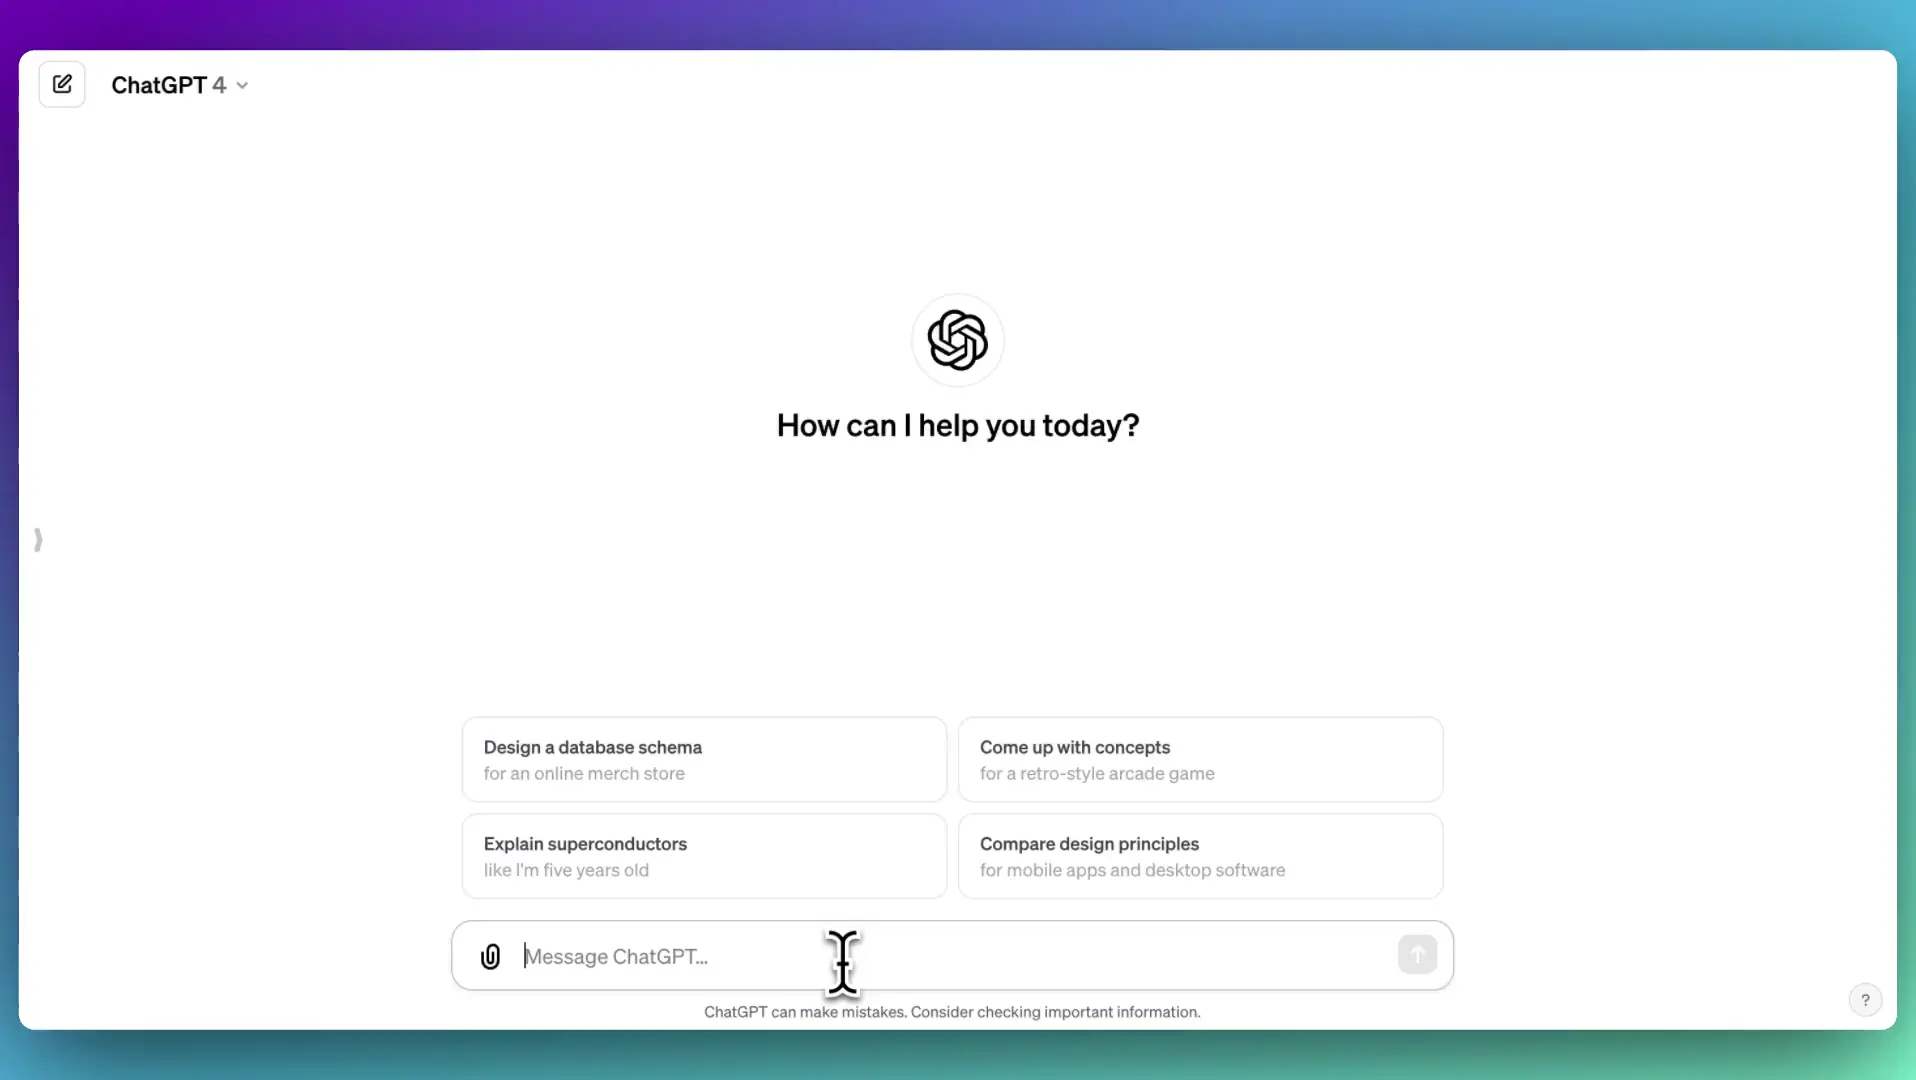 ChatGPT 4
How can I help you today?
Design a database schema
for an online merch store
Come up with concepts
for a retro-style arcade game
Explain superconductors
like I'm five years old
Compare design principles
for mobile apps and desktop software
Message ChatGPT...
ChatGPT can make mistakes. Consider checking important information.
?